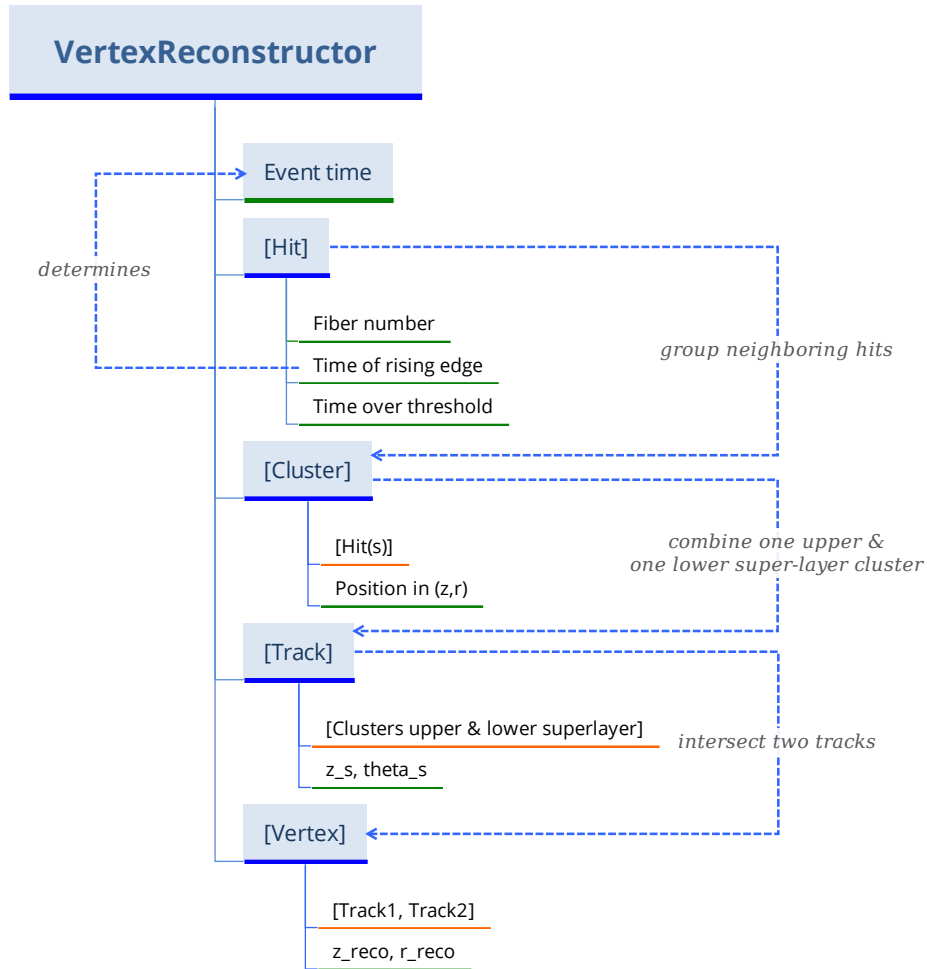 VertexReconstructor
Event time
[Hit]
determines
Fiber number
group neighboring hits
Time of rising edge
Time over threshold
[Cluster]
combine one upper &
one lower super-layer cluster
[Hit(s)]
Position in (z,r)
[Track]
[Clusters upper & lower superlayer]
intersect two tracks
z_s, theta_s
[Vertex]
[Track1, Track2]
z_reco, r_reco